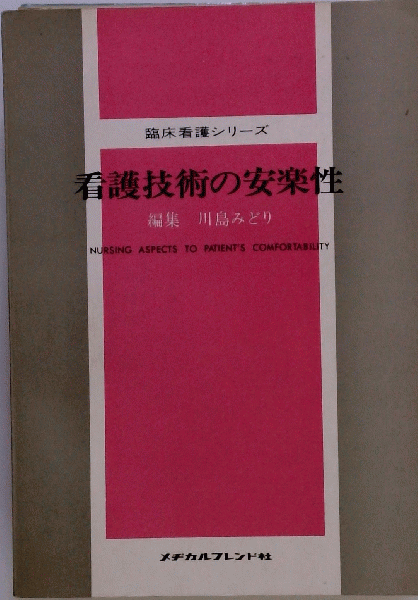 臨床看護シリーズ
看護技術の安楽性
編集 川島みどり
NURSING ASPECTS TO PATIENT'S COMFORTABILITY
メヂカルフレンド社